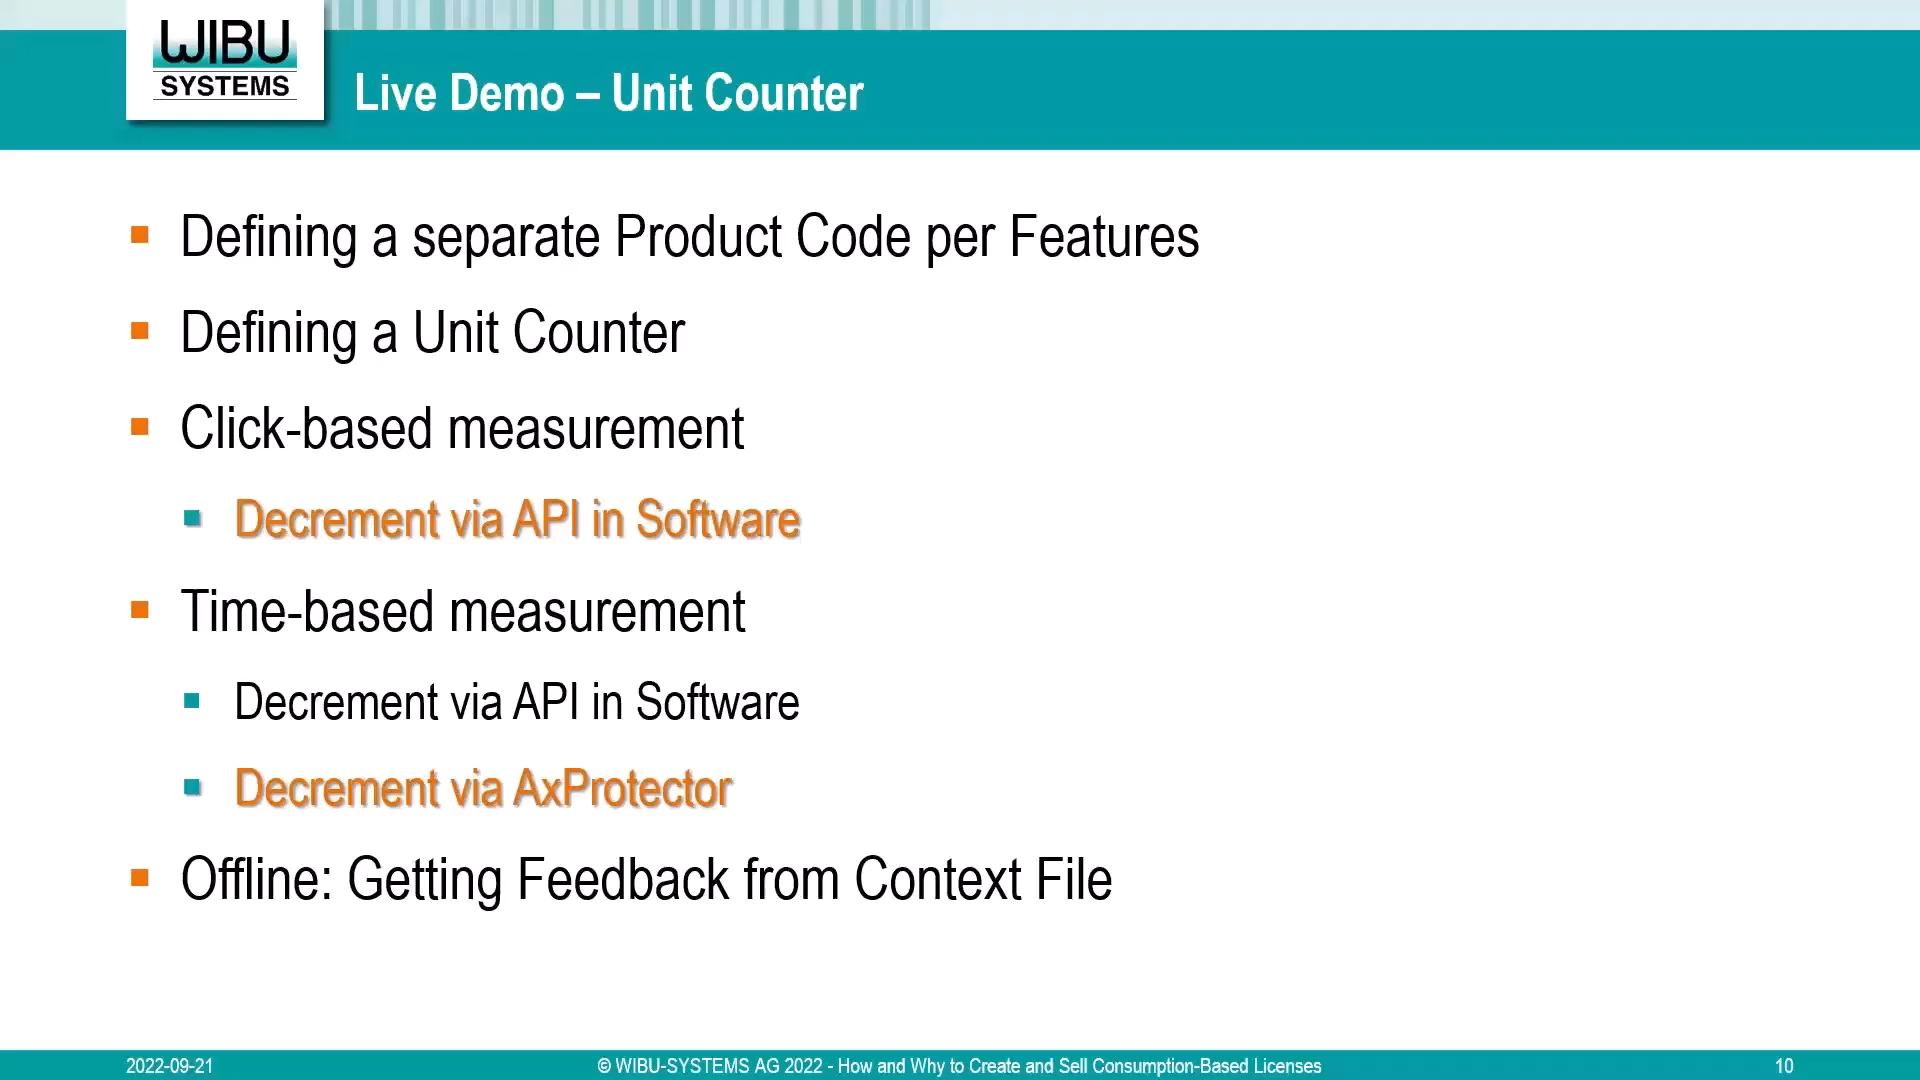 WIBU
SYSTEMS
Live Demo – Unit Counter
Defining a separate Product Code per Features
Defining a Unit Counter
Click-based measurement
Decrement via API in Software
Time-based measurement
Decrement via API in Software
Decrement via AxProtector
Offline: Getting Feedback from Context File
2022-09-21
© WIBU-SYSTEMS AG 2022 - How and Why to Create and Sell Consumption-Based Licenses
10